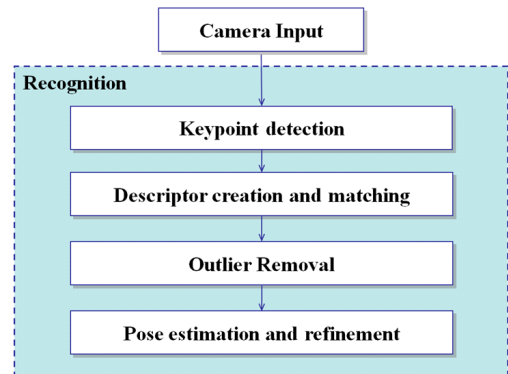 Camera Input
Recognition
Keypoint detection
Descriptor creation and matching
Outlier Removal
Pose estimation and refinement